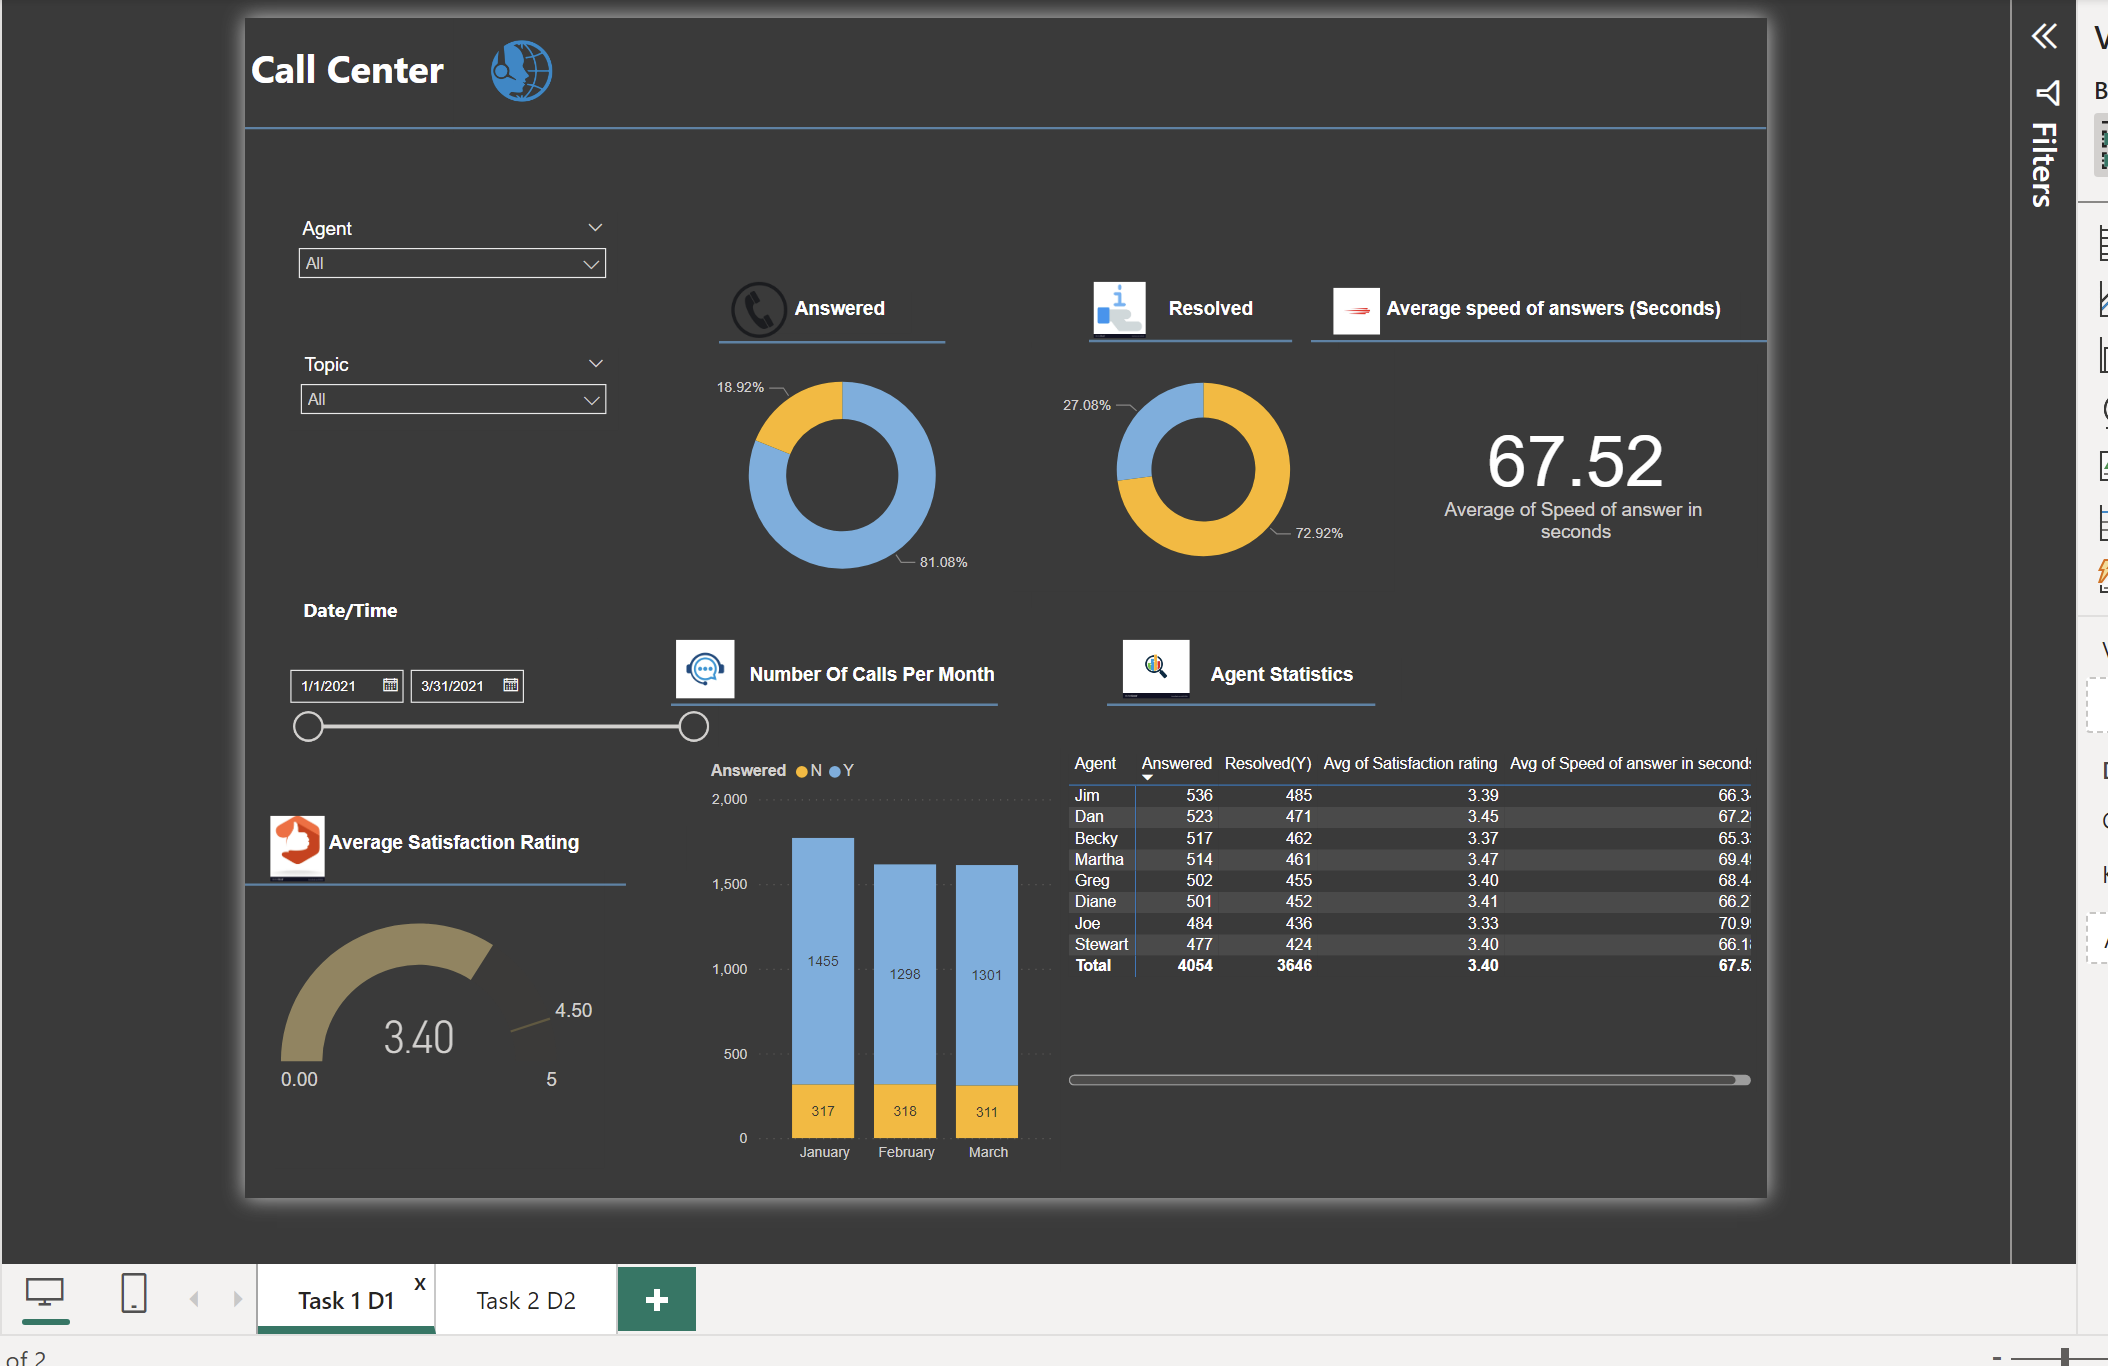 Call Center
Filters
Agent
All
Topic
All
Answered
Resolved
Average speed of answers (Seconds)
18.92%
81.08%
27.08%
72.92%
67.52
Average of Speed of answer in
seconds
Date/Time
1/1/2021 3/31/2021
Number Of Calls Per Month
Agent Statistics
Average Satisfaction Rating
3.40
4.50
0.00
5
Answered N Y
2,000
1,500
1,000
500
0
1455 1298 1301
317 318 311
January February March
Agent Answered Resolved(Y) Avg of Satisfaction rating Avg of Speed of answer in seconds
Jim 536 485 3.39 66.3
Dan 523 471 3.45 67.2
Becky 517 462 3.37 65.3
Martha 514 461 3.47 69.4
Greg 502 455 3.40 68.4
Diane 501 452 3.41 66.2
Joe 484 436 3.33 70.9
Stewart 477 424 3.40 66.1
Total 4054 3646 3.40 67.5
Task 1 D1 x
Task 2 D2
+
of 2